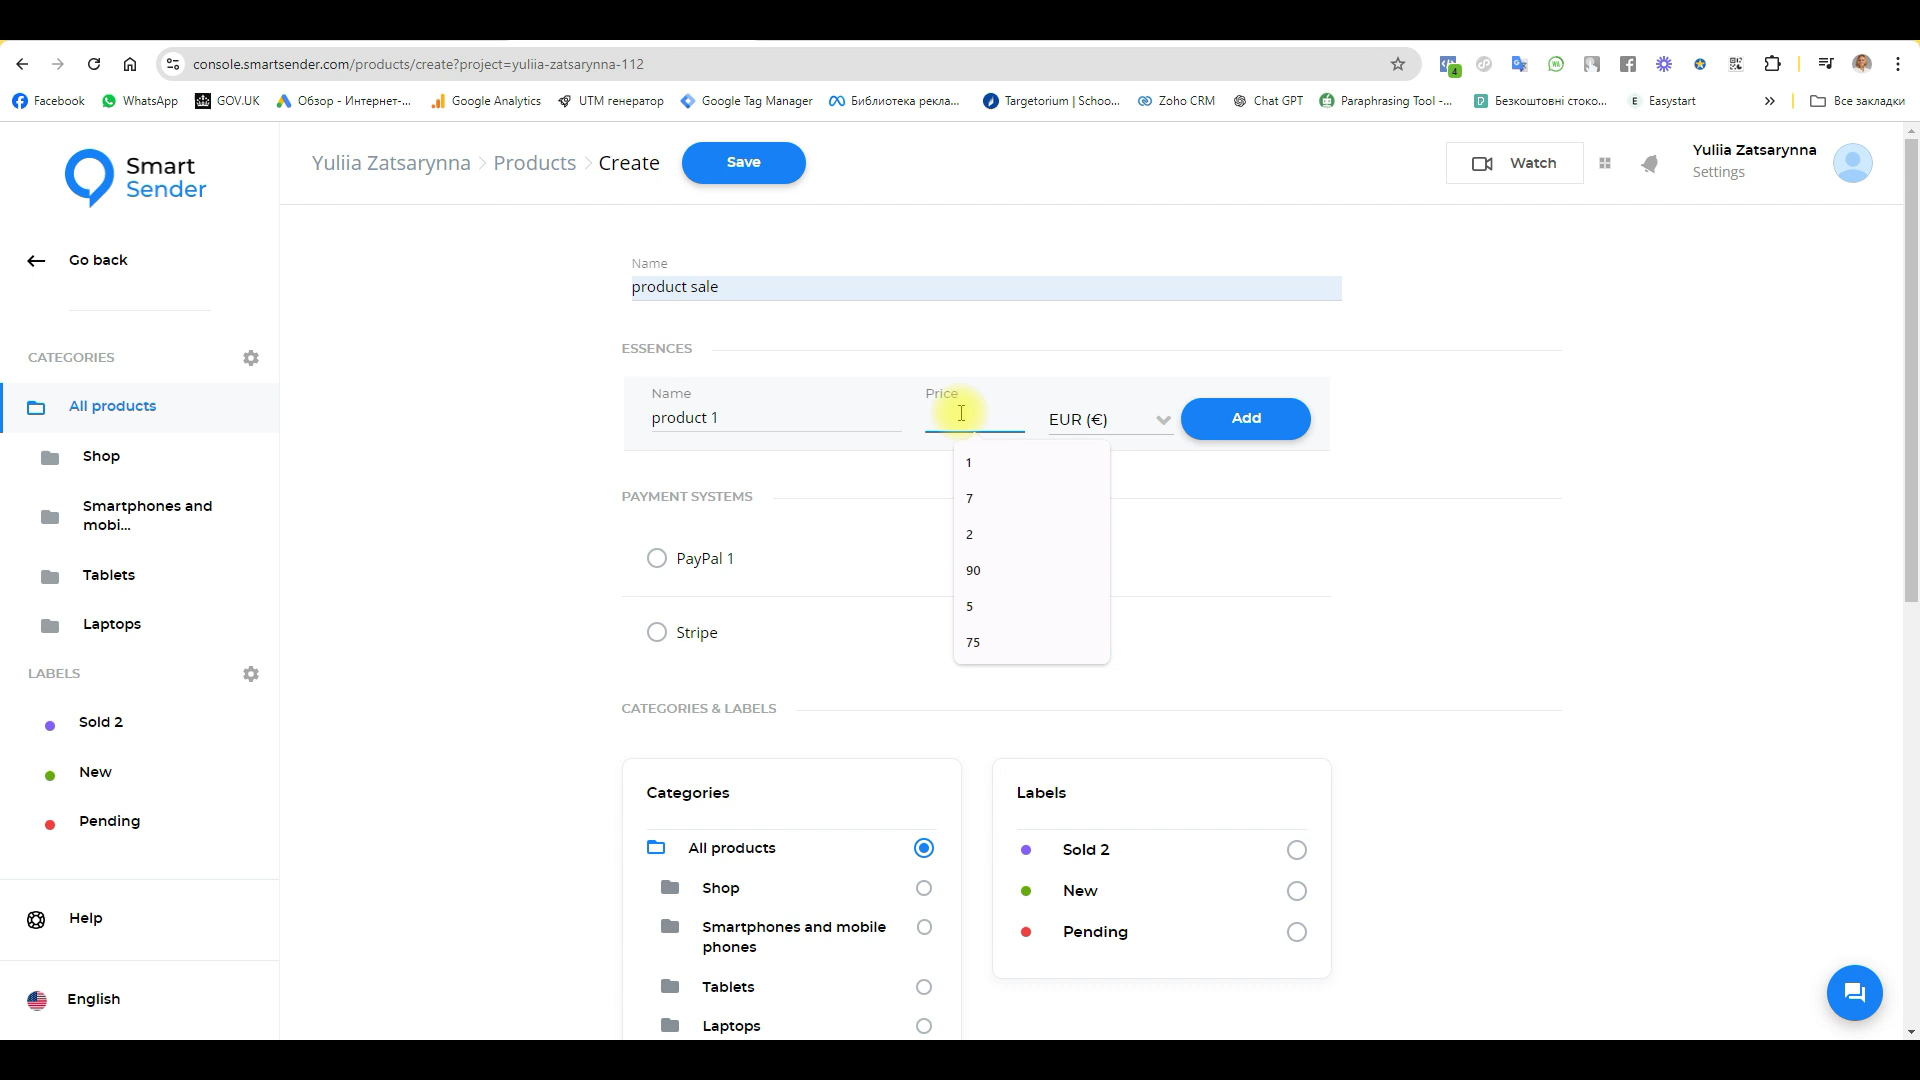 console.smartsender.com/products/create?project=yuliia-zatsarynna-112
4
Facebook
WhatsApp
GOV.UK
Обзор - Интернет-...
Google Analytics
UTM генератор
Google Tag Manager
Библиотека рекла...
Targetorium | Schoo...
Zoho CRM
Chat GPT
Paraphrasing Tool -...
Безкоштовні стоко...
E Easystart
»
Все закладки
Smart
Sender
Yuliia Zatsarynna > Products > Create
Save
Watch
Yuliia Zatsarynna
Settings
Go back
CATEGORIES
All products
Shop
Smartphones and
mobi...
Tablets
Laptops
LABELS
Sold 2
New
Pending
Help
English
Name
product sale
ESSENCES
Name
product 1
Price
EUR (€)
Add
1
7
2
90
5
75
PAYMENT SYSTEMS
PayPal 1
Stripe
CATEGORIES & LABELS
Categories
All products
Shop
Smartphones and mobile
phones
Tablets
Laptops
Labels
Sold 2
New
Pending